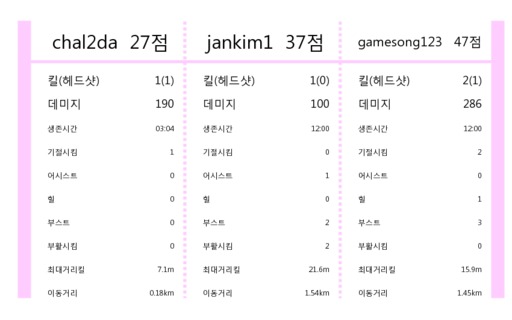 chal2da 27점 jankim1 37점 gamesong123 47점
킬(헤드샷) 1(1) 킬(헤드샷) 1(0) 킬(헤드샷) 2(1)
데미지 190 데미지 100 데미지 286
생존시간 03:04 생존시간 12:00 생존시간 12:00
기절시킴 1 기절시킴 0 기절시킴 2
어시스트 0 어시스트 1 어시스트 0
힐 0 힐 0 힐 1
부스트 0 부스트 2 부스트 3
부활시킴 0 부활시킴 2 부활시킴 0
최대거리킬 7.1m 최대거리킬 21.6m 최대거리킬 15.9m
이동거리 0.18km 이동거리 1.54km 이동거리 1.45km